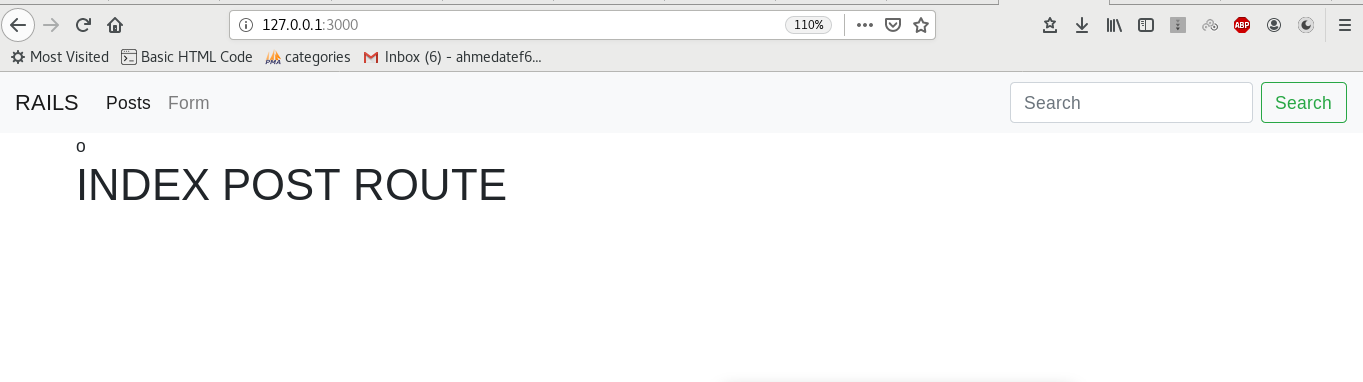 127.0.0.1:3000
110%
ABP
Most Visited
Basic HTML Code
PMA
categories
Inbox (6) - ahmedatef6...
RAILS
Posts
Form
Search
Search
o
INDEX POST ROUTE